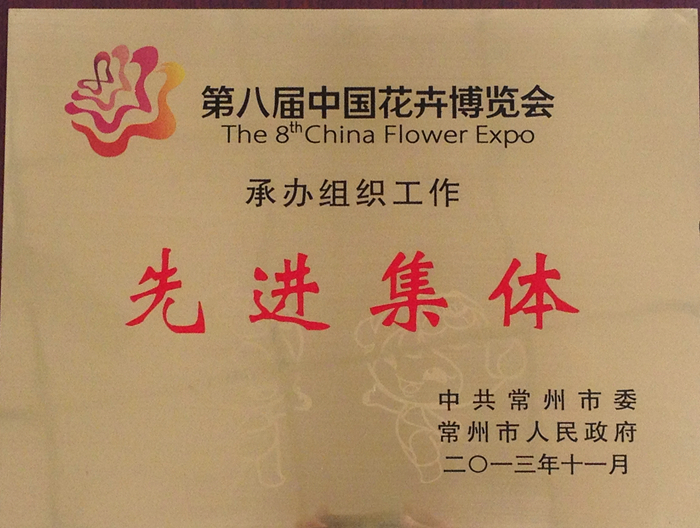 第八届中国花卉博览会
The 8th China Flower Expo
承办组织工作
先进集体
中共常州市委
常州市人民政府
二〇一三年十一月